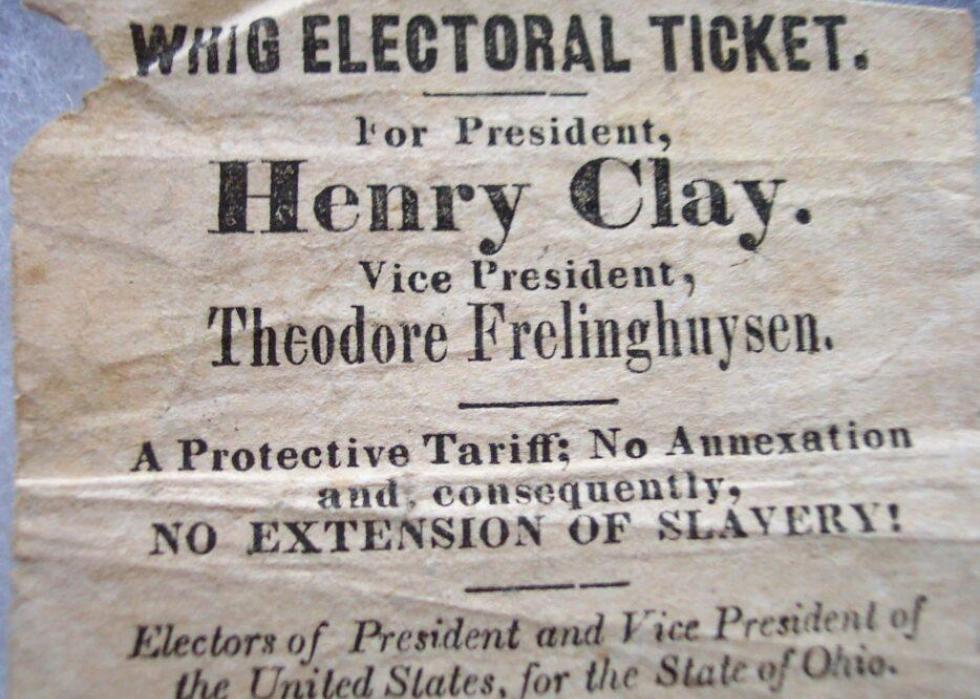 WHIG ELECTORAL TICKET.
For President,
Henry Clay.
Vice President,
Theodore Frelinghuysen.
A Protective Tariff; No Annexation
and, consequently,
NO EXTENSION OF SLAVERY!
Electors of President and Vice President of
the United States, for the State of Ohio.